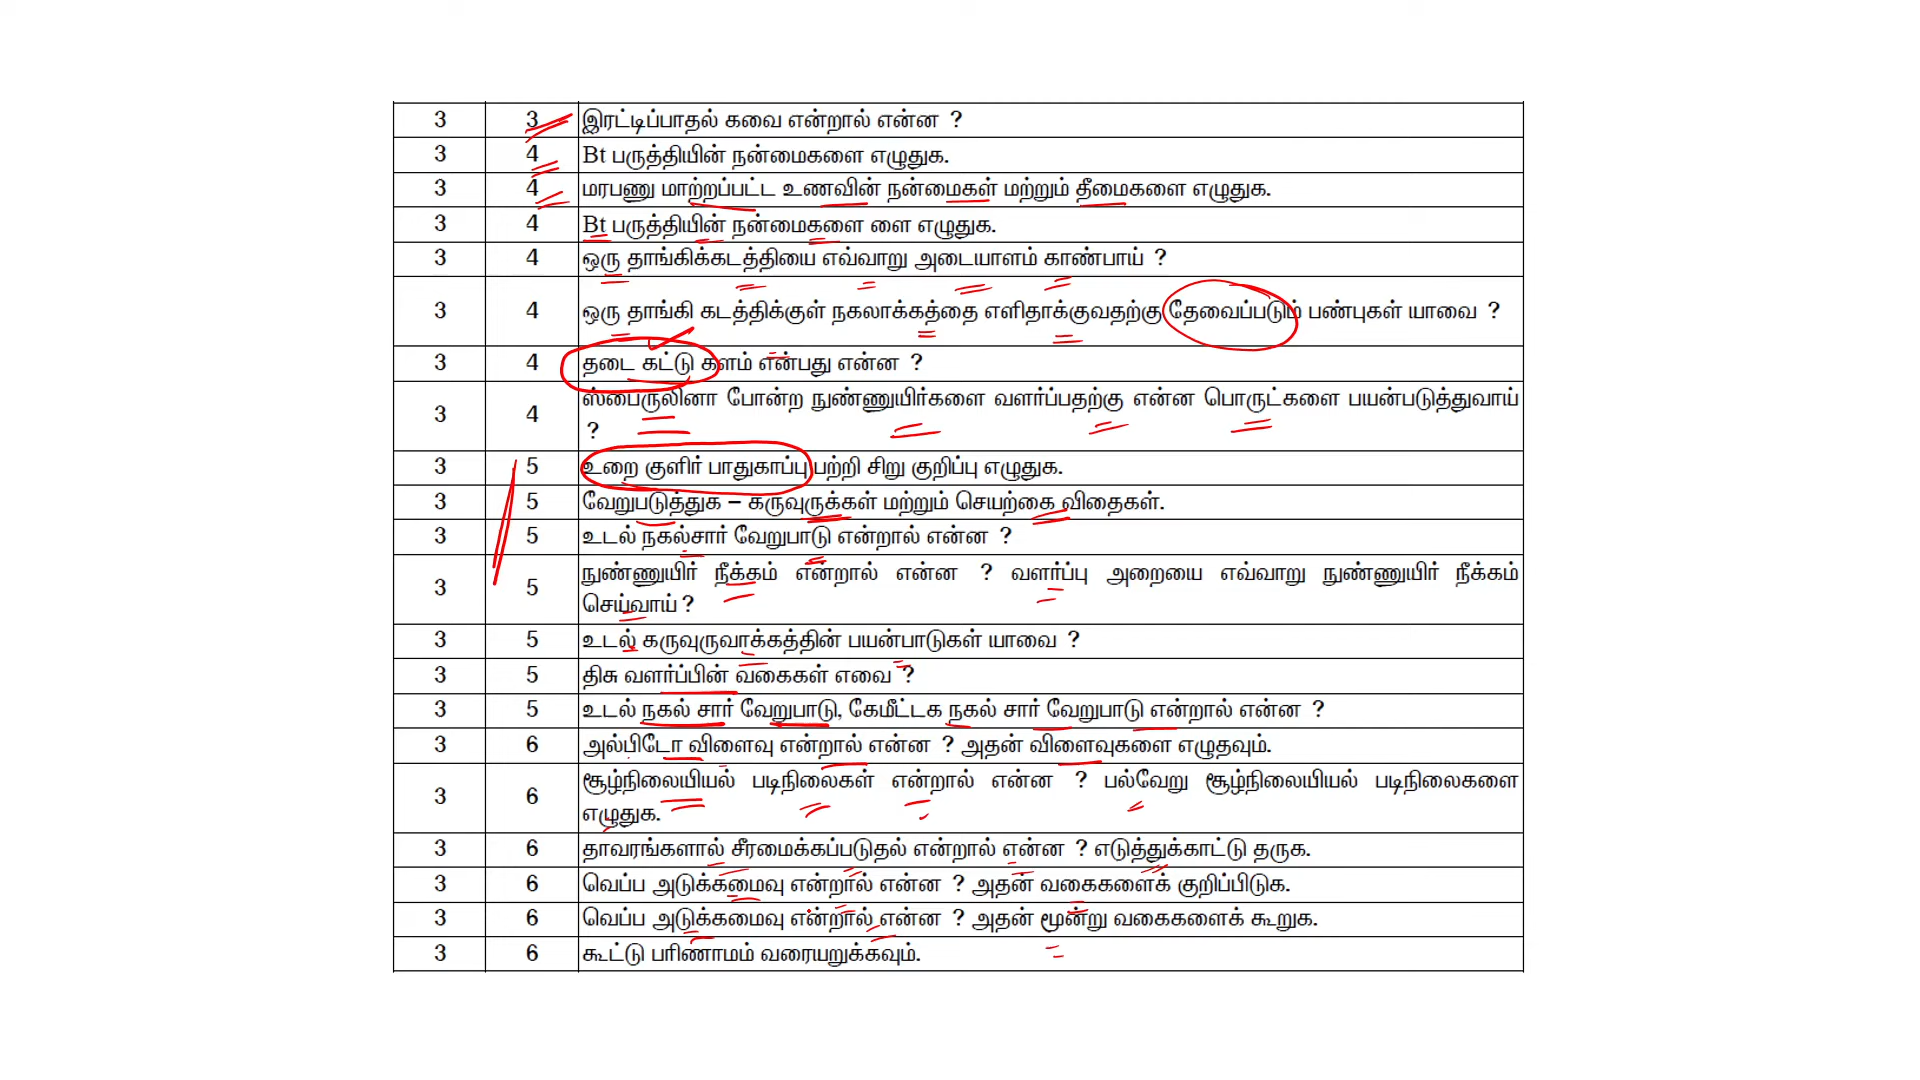 3 3 இரட்டிப்பாதல் கவை என்றால் என்ன ?
3 4 Bt பருத்தியின் நன்மைகளை எழுதுக.
3 4 மரபணு மாற்றப்பட்ட உணவின் நன்மைகள் மற்றும் தீமைகளை எழுதுக.
3 4 Bt பருத்தியின் நன்மைகளை ளை எழுதுக.
3 4 ஒரு தாங்கிக்கடத்தியை எவ்வாறு அடையாளம் காண்பாய் ?
3 4 ஒரு தாங்கி கடத்திக்குள் நகலாக்கத்தை எளிதாக்குவதற்கு தேவைப்படும் பண்புகள் யாவை ?
3 4 தடை கட்டு களம் என்பது என்ன ?
3 4 ஸ்பைருலினா போன்ற நுண்ணுயிர்களை வளர்ப்பதற்கு என்ன பொருட்களை பயன்படுத்துவாய்
?
3 5 உறை குளிர் பாதுகாப்பு பற்றி சிறு குறிப்பு எழுதுக.
3 5 வேறுபடுத்துக – கருவுருக்கள் மற்றும் செயற்கை விதைகள்.
3 5 உடல் நகல்சார் வேறுபாடு என்றால் என்ன ?
3 5 நுண்ணுயிர் நீக்கம் என்றால் என்ன ? வளர்ப்பு அறையை எவ்வாறு நுண்ணுயிர் நீக்கம்
செய்வாய் ?
3 5 உடல் கருவுருவாக்கத்தின் பயன்பாடுகள் யாவை ?
3 5 திசு வளர்ப்பின் வகைகள் எவை ?
3 5 உடல் நகல் சார் வேறுபாடு, கேமீட்டக நகல் சார் வேறுபாடு என்றால் என்ன ?
3 6 அல்பிடோ விளைவு என்றால் என்ன ? அதன் விளைவுகளை எழுதவும்.
3 6 சூழ்நிலையியல் படிநிலைகள் என்றால் என்ன ? பல்வேறு சூழ்நிலையியல் படிநிலைகளை
எழுதுக.
3 6 தாவரங்களால் சீரமைக்கப்படுதல் என்றால் என்ன ? எடுத்துக்காட்டு தருக.
3 6 வெப்ப அடுக்கமைவு என்றால் என்ன ? அதன் வகைகளைக் குறிப்பிடுக.
3 6 வெப்ப அடுக்கமைவு என்றால் என்ன ? அதன் மூன்று வகைகளைக் கூறுக.
3 6 கூட்டு பரிணாமம் வரையறுக்கவும்.